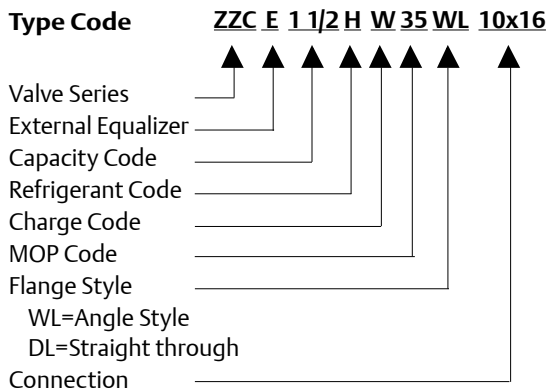 Type Code ZZC E 1 1/2 H W 35 WL 10x16
Valve Series
External Equalizer
Capacity Code
Refrigerant Code
Charge Code
MOP Code
Flange Style
WL=Angle Style
DL=Straight through
Connection